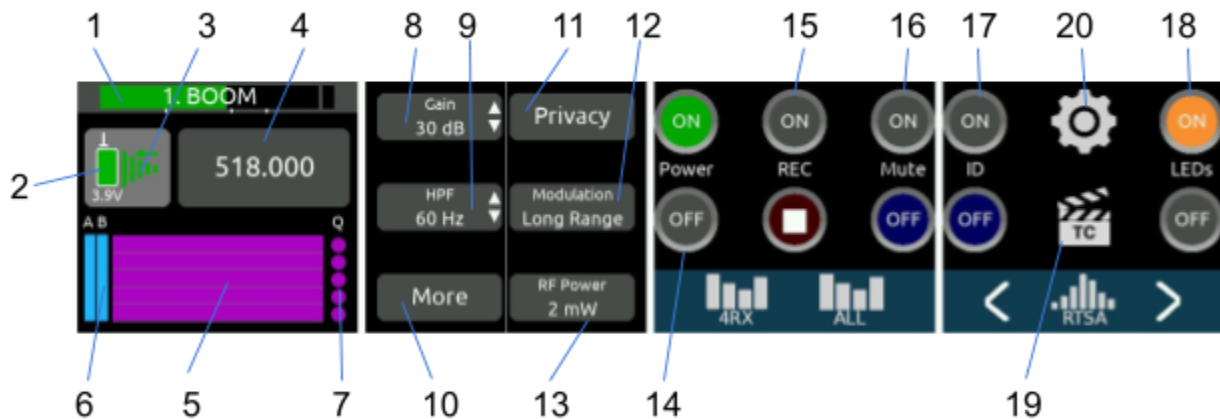 1 3 4 8 9 11 12 15 16 17 20 18
1. BOOM
518.000
3.9V
2
A B Q
Gain
30 dB
Privacy
HPF
60 Hz
Modulation
Long Range
More
RF Power
2 mW
ON ON ON
Power REC Mute
OFF OFF
4RX ALL
ON ON
ID LEDs
OFF TC OFF
< RTSA >
6 5 7 10 13 14 19